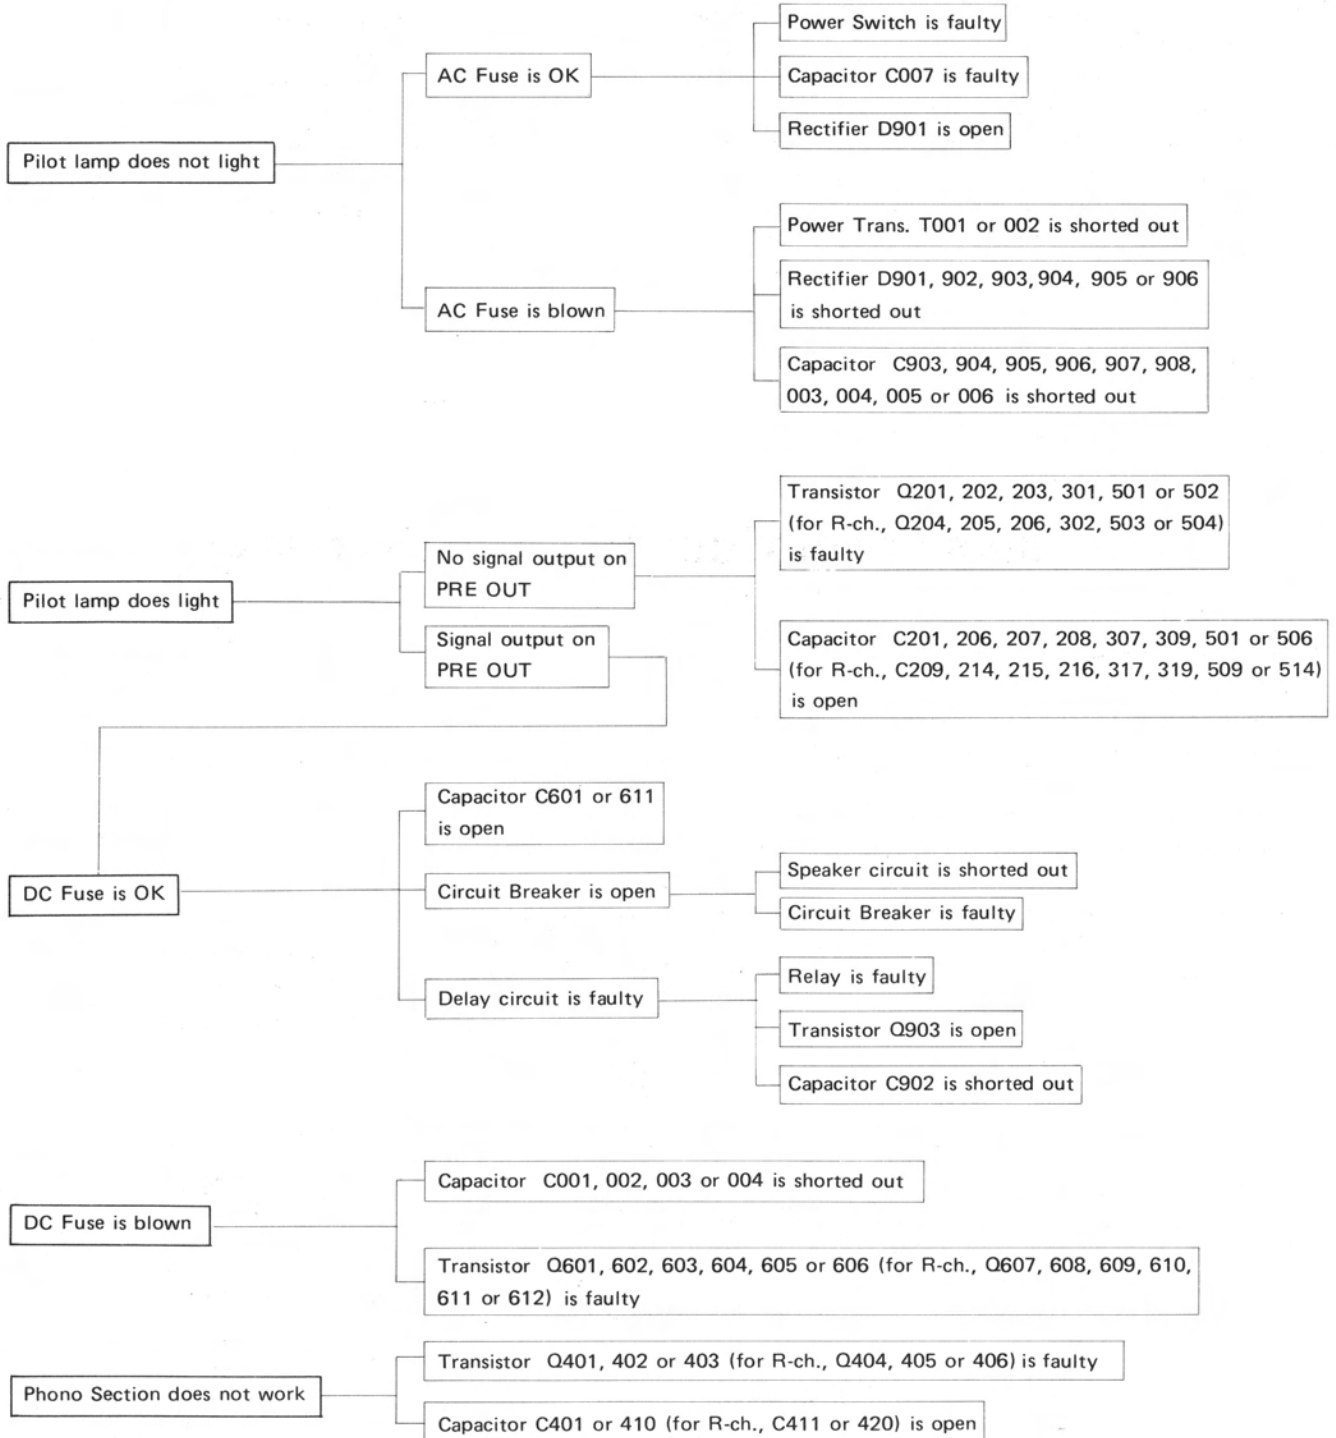 Power Switch is faulty
AC Fuse is OK
Capacitor C007 is faulty
Rectifier D901 is open
Pilot lamp does not light
Power Trans. T001 or 002 is shorted out
Rectifier D901, 902, 903, 904, 905 or 906
is shorted out
AC Fuse is blown
Capacitor C903, 904, 905, 906, 907, 908,
003, 004, 005 or 006 is shorted out
Transistor Q201, 202, 203, 301, 501 or 502
(for R-ch., Q204, 205, 206, 302, 503 or 504)
is faulty
No signal output on
PRE OUT
Pilot lamp does light
Signal output on
PRE OUT
Capacitor C201, 206, 207, 208, 307, 309, 501 or 506
(for R-ch., C209, 214, 215, 216, 317, 319, 509 or 514)
is open
Capacitor C601 or 611
is open
DC Fuse is OK
Circuit Breaker is open
Speaker circuit is shorted out
Circuit Breaker is faulty
Delay circuit is faulty
Relay is faulty
Transistor Q903 is open
Capacitor C902 is shorted out
Capacitor C001, 002, 003 or 004 is shorted out
DC Fuse is blown
Transistor Q601, 602, 603, 604, 605 or 606 (for R-ch., Q607, 608, 609, 610,
611 or 612) is faulty
Transistor Q401, 402 or 403 (for R-ch., Q404, 405 or 406) is faulty
Phono Section does not work
Capacitor C401 or 410 (for R-ch., C411 or 420) is open